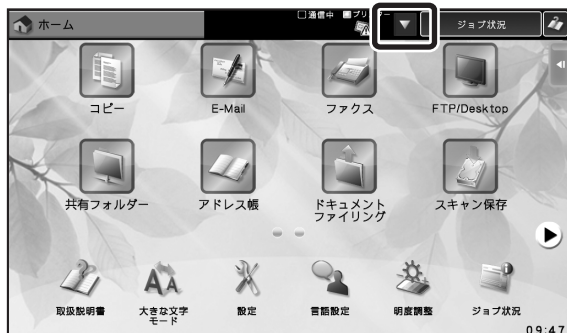 ホーム
□通信中 ■プリンター
ジョブ状況
コピー
E-Mail
ファクス
FTP/Desktop
共有フォルダー
アドレス帳
ドキュメント
ファイリング
スキャン保存
取扱説明書
大きな文字
モード
設定
言語設定
明度調整
ジョブ状況
09:47